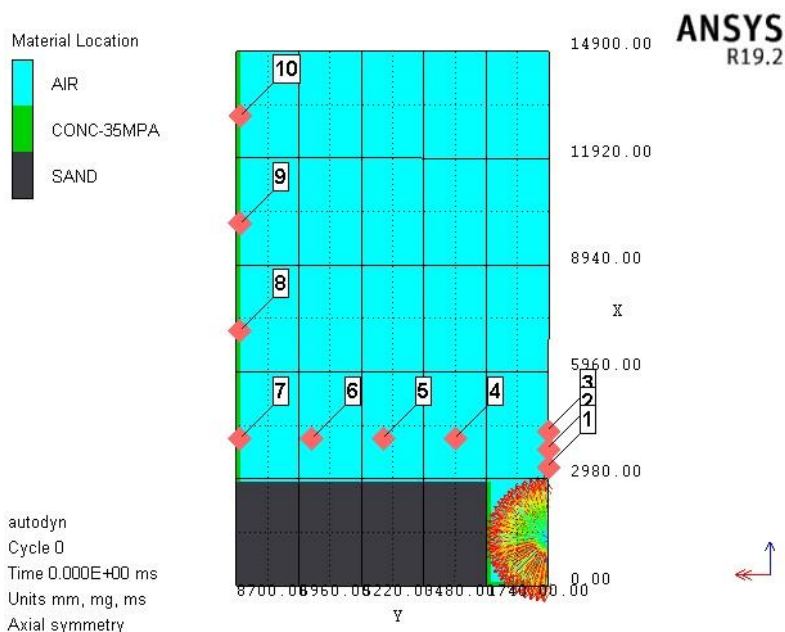 Material Location
AIR
CONC-35MPA
SAND
ANSYS
R19.2
14900.00
10
11920.00
9
8940.00
8
X
5960.00
7
6
5
4
3
2
1
2980.00
0.00
Y
autodyn
Cycle 0
Time 0.000E+00 ms
Units mm, mg, ms
Axial symmetry